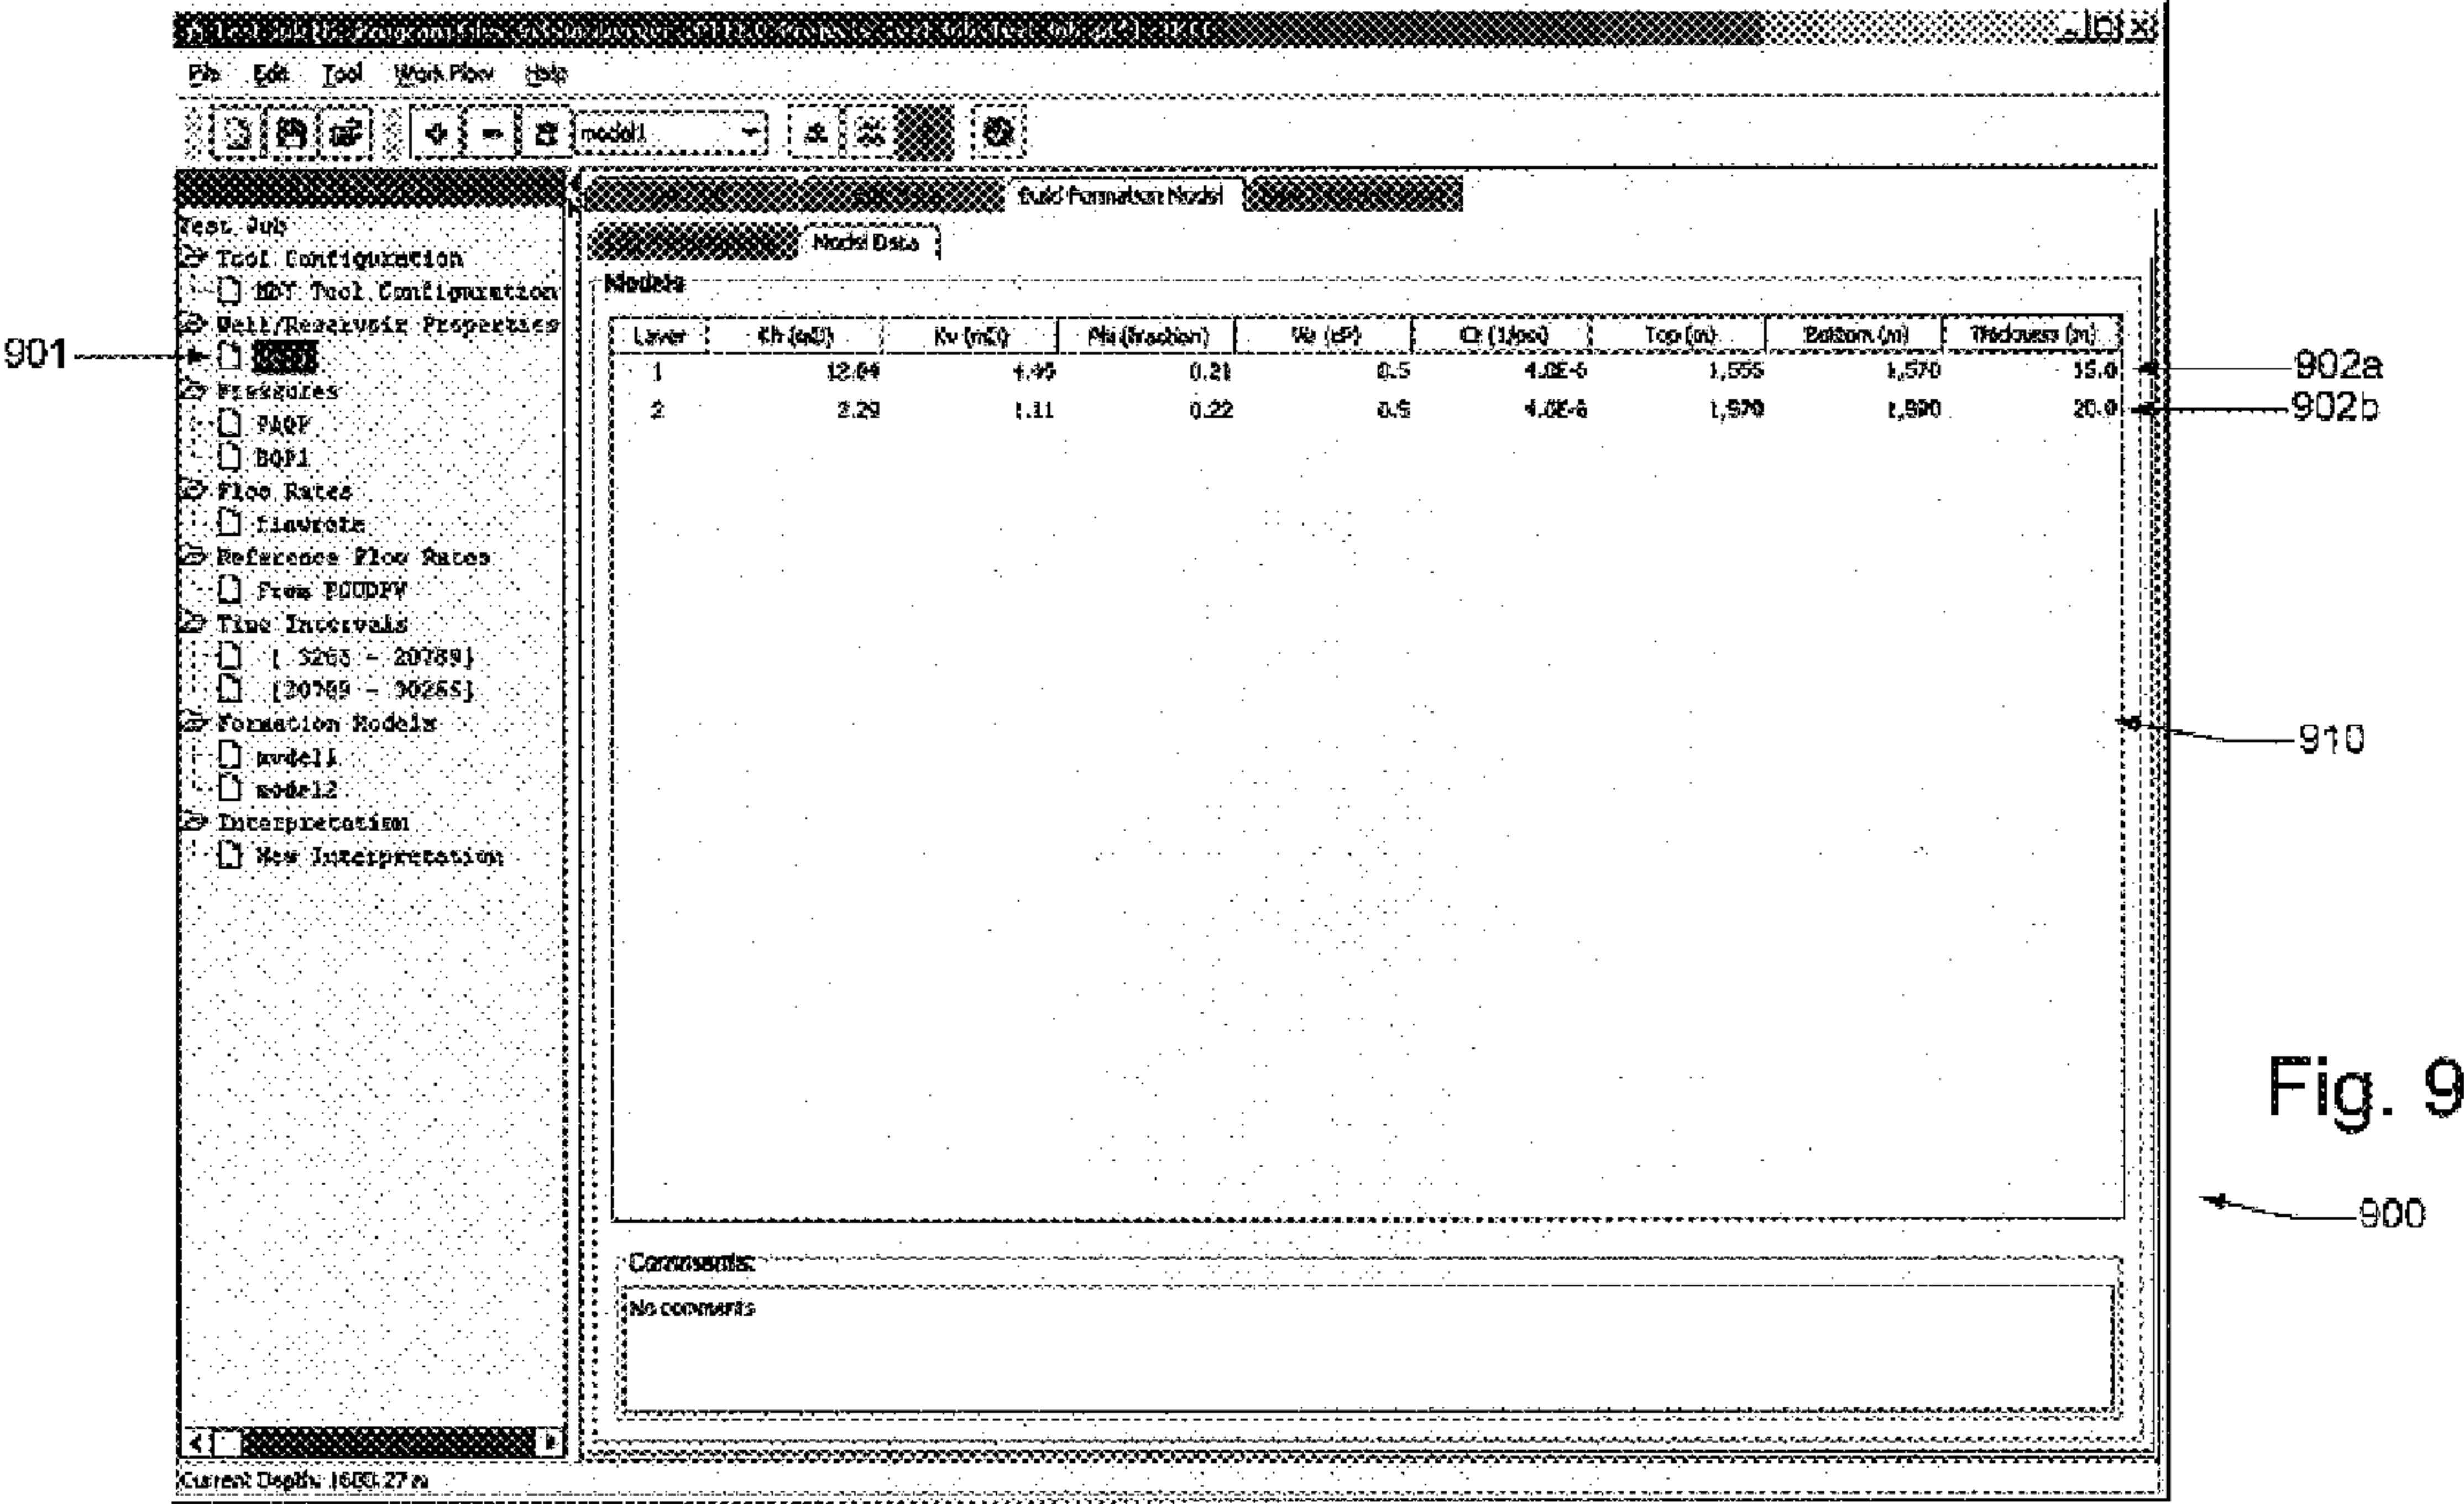 File Edit Tool Work Flow Help
model1
Build Formation Model
Test Job
Model Data
Tool Configuration
MDT Tool Configuration
Models
Well/Reservoir Properties
Layer Kh (mD) Kv (mD) Phi (fraction) (cP) Ct (1/psi) Top (m) Bottom (m) Thickness (m)
901
1 0.21 0.5 4.0E-6 1,555 1,570 15.0
902a
Pressures
2 2.29 1.11 0.22 0.5 4.0E-6 1,570 1,590 20.0
902b
PAQP
BQP1
Flow Rates
flowrate
Reference Flow Rates
From
Time Intervals
[ 3265 - 20789]
[20789 - 30265]
Formation Models
910
model1
model2
Interpretation
New Interpretation
Fig. 9
900
Comments:
No comments
Current Depth: 1600.27 m